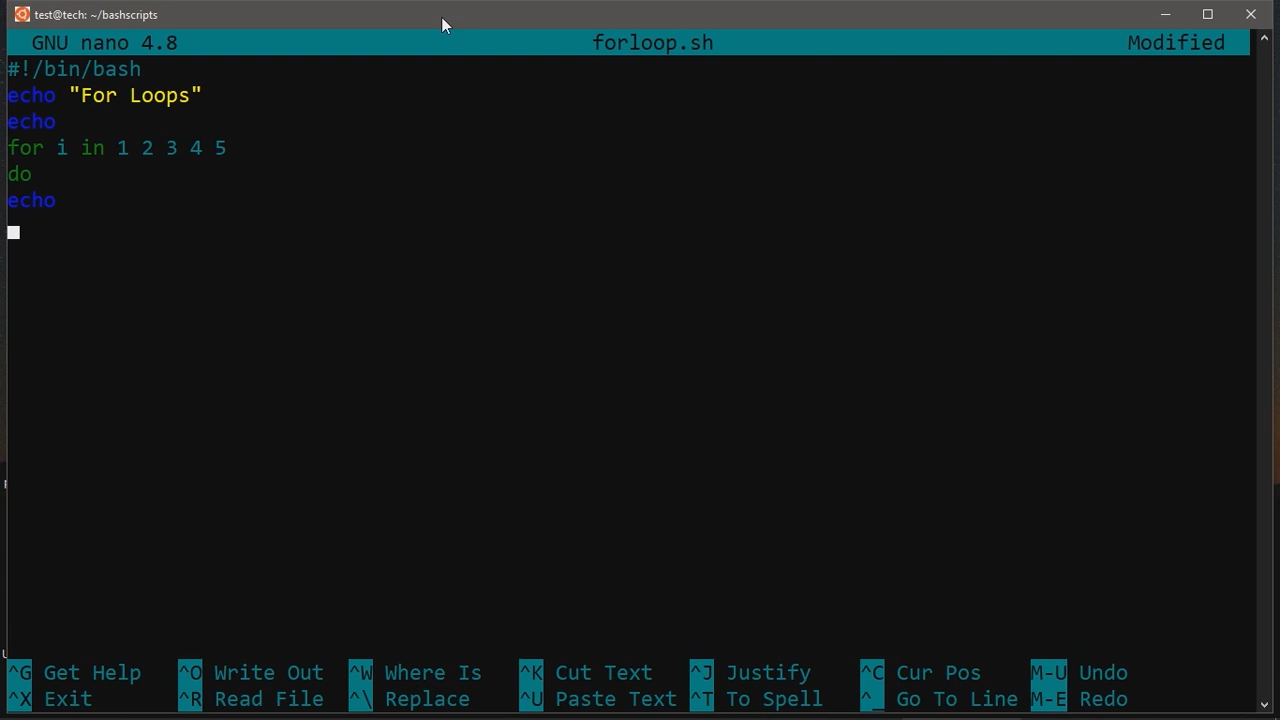 test@tech: ~/bashscripts
GNU nano 4.8 forloop.sh Modified
#!/bin/bash
echo "For Loops"
echo
for i in 1 2 3 4 5
do
echo
^G Get Help ^O Write Out ^W Where Is ^K Cut Text ^J Justify ^C Cur Pos M-U Undo
^X Exit ^R Read File ^\ Replace ^U Paste Text ^T To Spell ^_ Go To Line M-E Redo